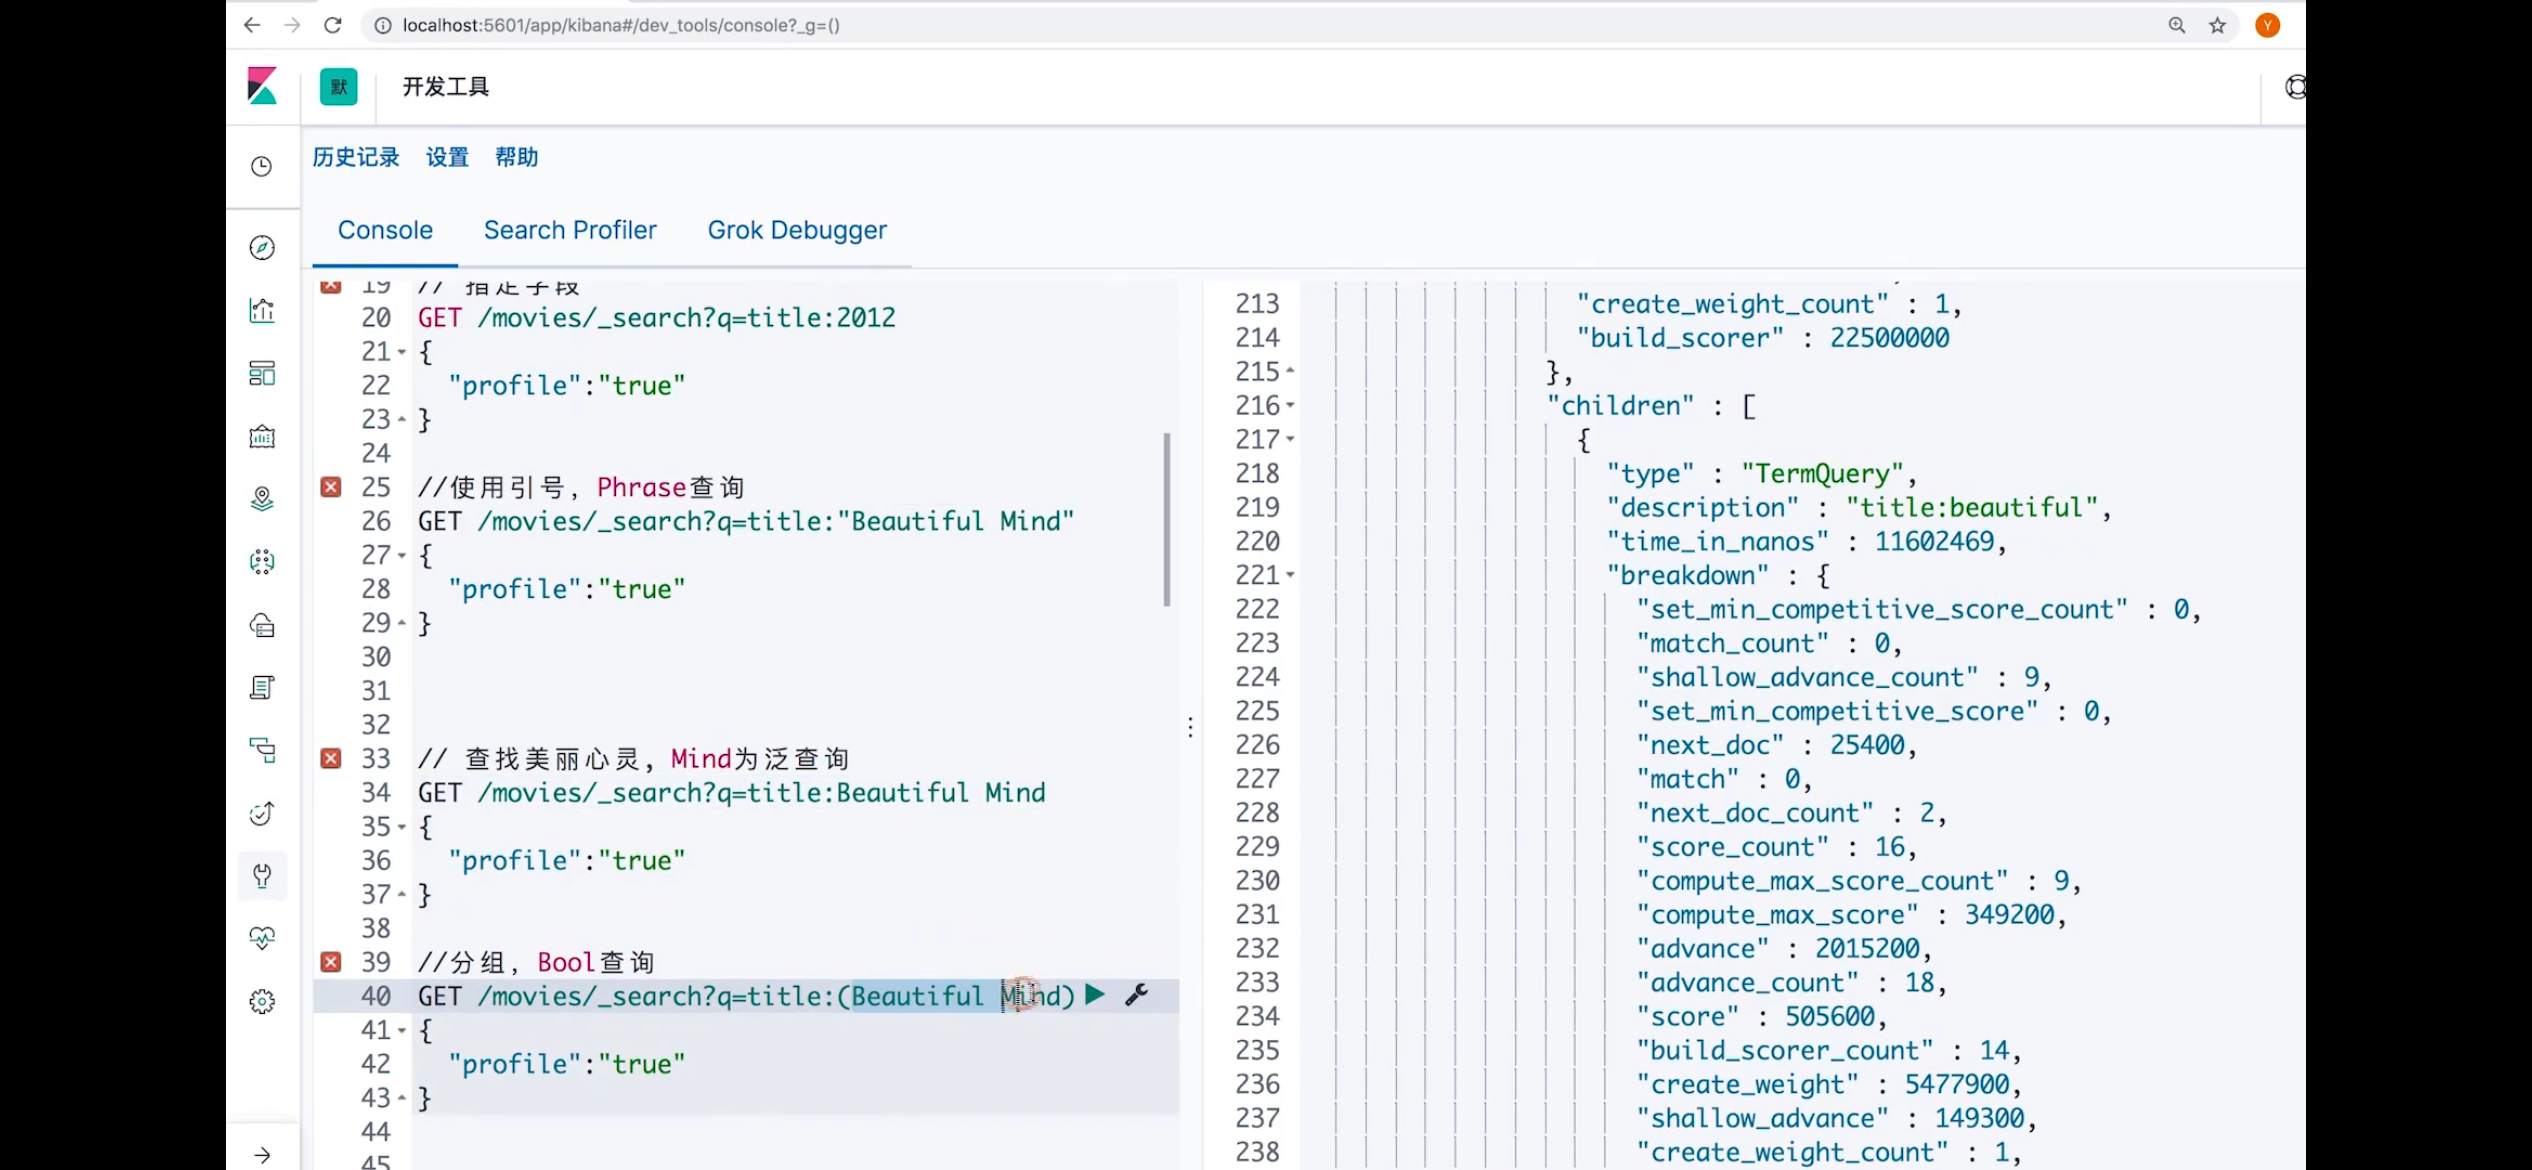 localhost:5601/app/kibana#/dev_tools/console?_g=()
Y
默
开发工具
历史记录 设置 帮助
Console Search Profiler Grok Debugger
19 // 指定字段
20 GET /movies/_search?q=title:2012
21 {
22 "profile":"true"
23 }
24
25 //使用引号, Phrase查询
26 GET /movies/_search?q=title:"Beautiful Mind"
27 {
28 "profile":"true"
29 }
30
31
32
33 // 查找美丽心灵, Mind为泛查询
34 GET /movies/_search?q=title:Beautiful Mind
35 {
36 "profile":"true"
37 }
38
39 //分组, Bool查询
40 GET /movies/_search?q=title:(Beautiful Mind)
41 {
42 "profile":"true"
43 }
44
45
213 "create_weight_count" : 1,
214 "build_scorer" : 22500000
215 },
216 "children" : [
217 {
218 "type" : "TermQuery",
219 "description" : "title:beautiful",
220 "time_in_nanos" : 11602469,
221 "breakdown" : {
222 "set_min_competitive_score_count" : 0,
223 "match_count" : 0,
224 "shallow_advance_count" : 9,
225 "set_min_competitive_score" : 0,
226 "next_doc" : 25400,
227 "match" : 0,
228 "next_doc_count" : 2,
229 "score_count" : 16,
230 "compute_max_score_count" : 9,
231 "compute_max_score" : 349200,
232 "advance" : 2015200,
233 "advance_count" : 18,
234 "score" : 505600,
235 "build_scorer_count" : 14,
236 "create_weight" : 5477900,
237 "shallow_advance" : 149300,
238 "create_weight_count" : 1,